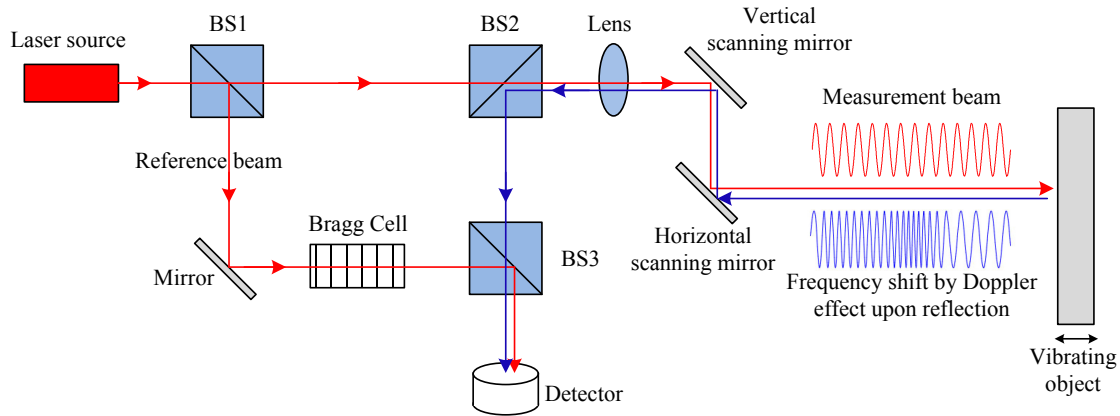 Laser source
BS1
BS2
Lens
Vertical
scanning mirror
Measurement beam
Reference beam
Bragg Cell
Mirror
BS3
Horizontal
scanning mirror
Frequency shift by Doppler
effect upon reflection
Vibrating
object
Detector